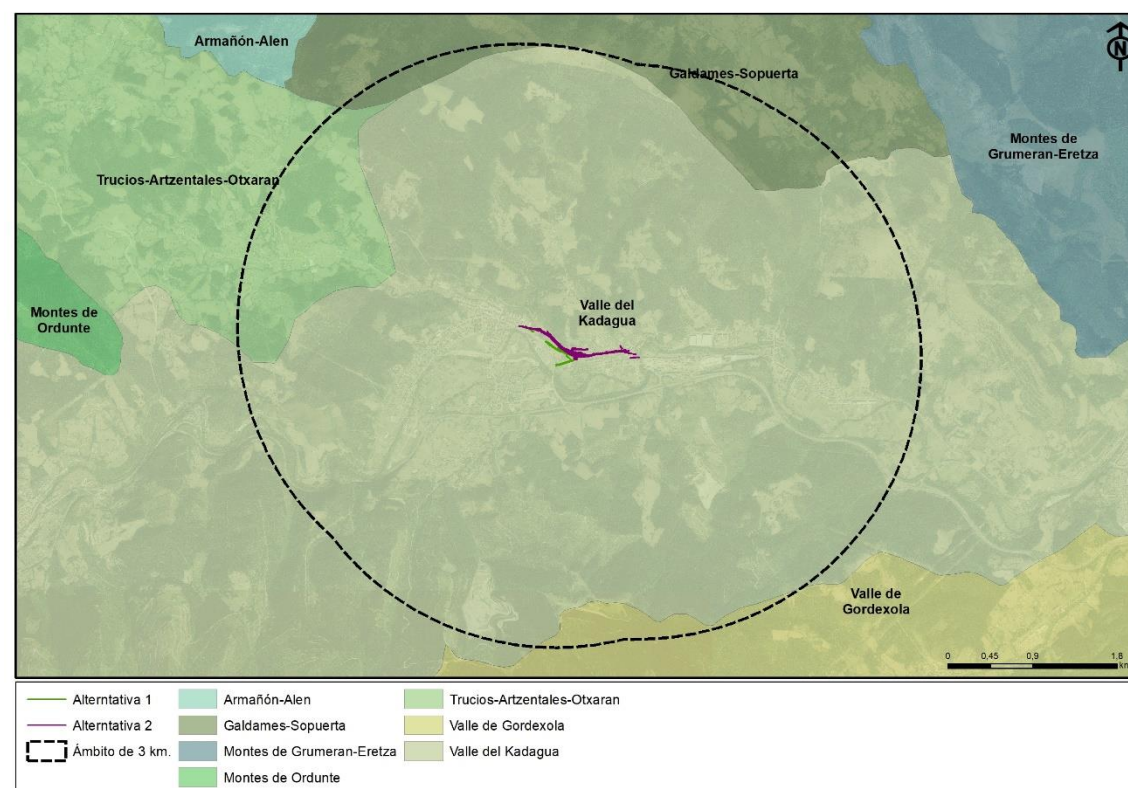 Armañón-Alen
N
Galdames-Sopuerta
Montes de
Grumeran-Eretza
Trucios-Artzentales-Otxaran
Montes de
Ordunte
Valle del
Kadagua
Valle de
Gordexola
0 0,45 0,9 1,8
km
Alterntativa 1
Alterntativa 2
Ámbito de 3 km.
Armañón-Alen
Galdames-Sopuerta
Montes de Grumeran-Eretza
Montes de Ordunte
Trucios-Artzentales-Otxaran
Valle de Gordexola
Valle del Kadagua